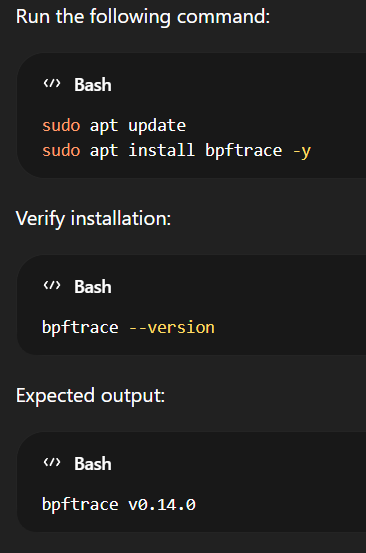 Run the following command:
Bash
sudo apt update
sudo apt install bpftrace -y
Verify installation:
Bash
bpftrace --version
Expected output:
Bash
bpftrace v0.14.0